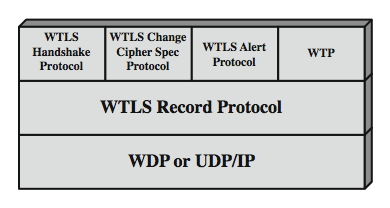 WTLS
Handshake
Protocol
WTLS Change
Cipher Spec
Protocol
WTLS Alert
Protocol
WTP
WTLS Record Protocol
WDP or UDP/IP